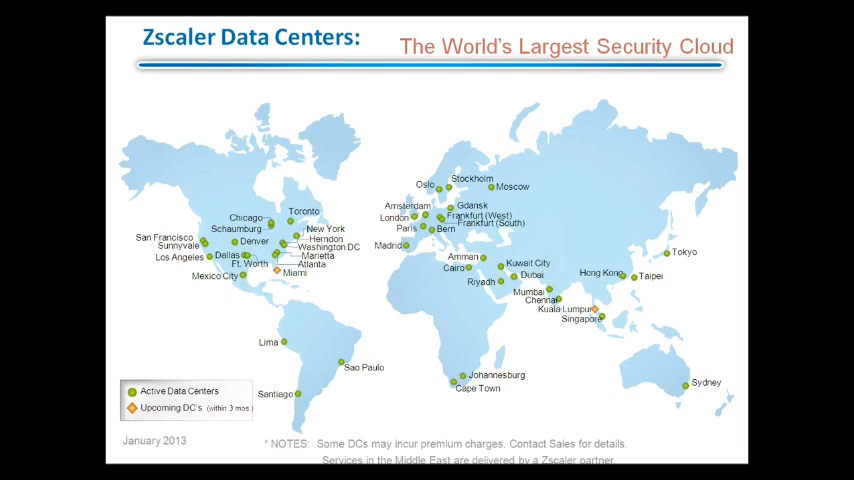 Zscaler Data Centers:
The World's Largest Security Cloud
Oslo
Stockholm
Moscow
Amsterdam
Gdansk
London
Frankfurt (West)
Frankfurt (South)
Paris
Bern
Madrid
Chicago
Toronto
Schaumburg
New York
San Francisco
Denver
Herndon
Sunnyvale
Washington DC
Los Angeles
Dallas
Marietta
Ft. Worth
Atlanta
Mexico City
Miami
Amman
Kuwait City
Cairo
Dubai
Riyadh
Mumbai
Chennai
Hong Kong
Taipei
Tokyo
Kuala Lumpur
Singapore
Lima
Sao Paulo
Santiago
Johannesburg
Cape Town
Sydney
Active Data Centers
Upcoming DC's (within 3 mos.)
January 2013
* NOTES: Some DCs may incur premium charges. Contact Sales for details.
Services in the Middle East are delivered by a Zscaler partner